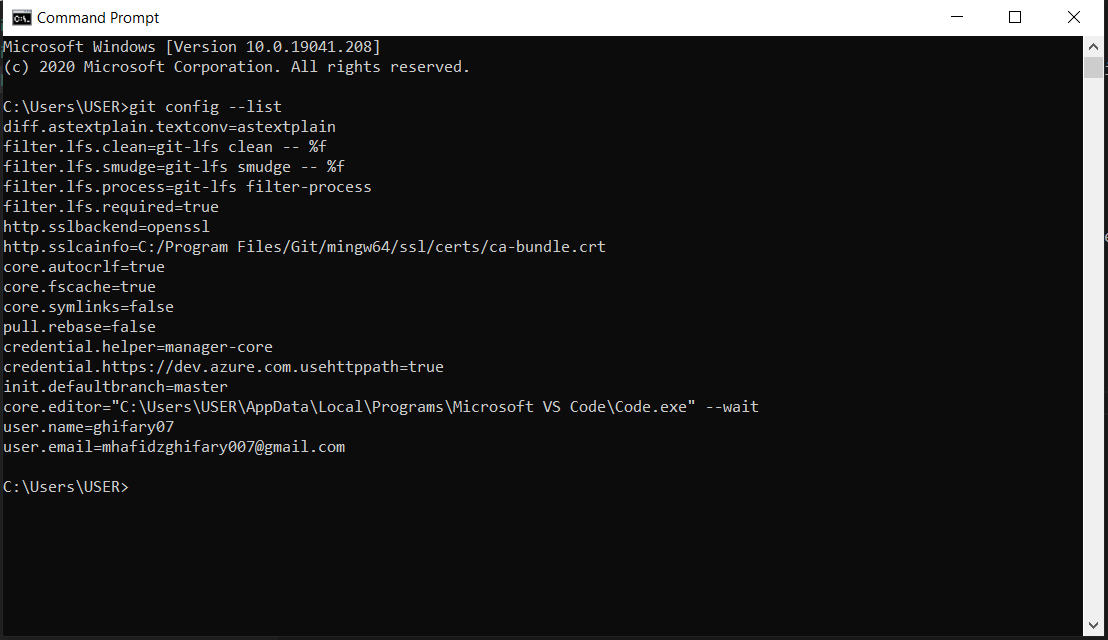 Command Prompt
Microsoft Windows [Version 10.0.19041.208]
(c) 2020 Microsoft Corporation. All rights reserved.
C:\Users\USER>git config --list
diff.astextplain.textconv=astextplain
filter.lfs.clean=git-lfs clean -- %f
filter.lfs.smudge=git-lfs smudge -- %f
filter.lfs.process=git-lfs filter-process
filter.lfs.required=true
http.sslbackend=openssl
http.sslcainfo=C:/Program Files/Git/mingw64/ssl/certs/ca-bundle.crt
core.autocrlf=true
core.fscache=true
core.symlinks=false
pull.rebase=false
credential.helper=manager-core
credential.https://dev.azure.com.usehttppath=true
init.defaultbranch=master
core.editor="C:\Users\USER\AppData\Local\Programs\Microsoft VS Code\Code.exe" --wait
user.name=ghifary07
user.email=mhafidzghifary007@gmail.com
C:\Users\USER>